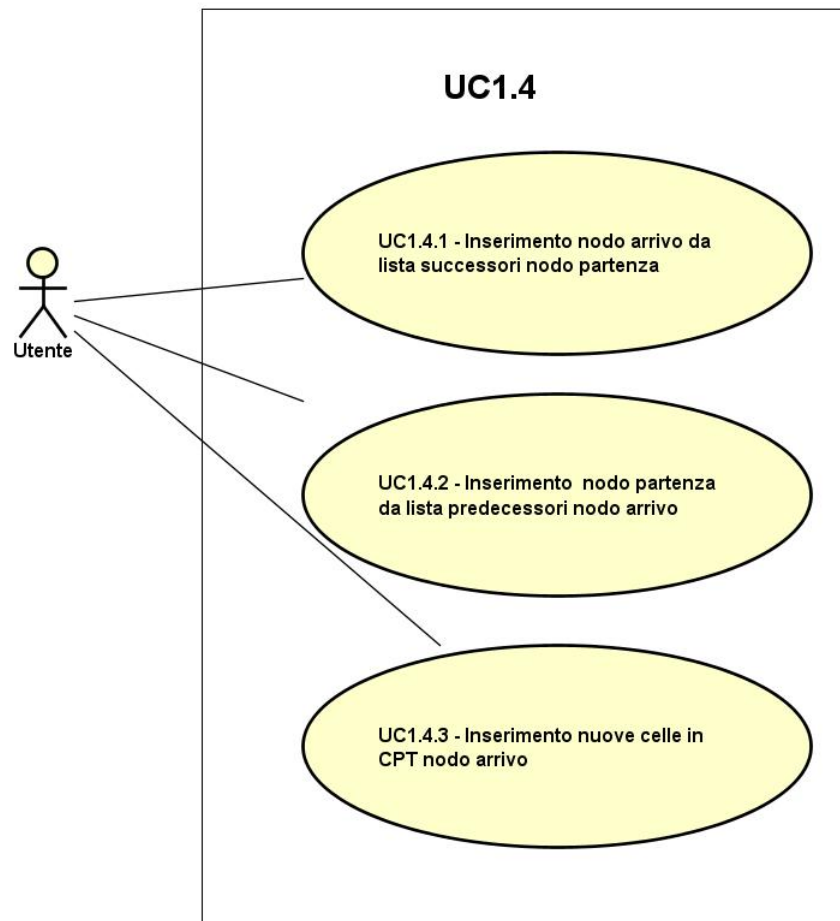 UC1.4
UC1.4.1 - Inserimento nodo arrivo da
lista successori nodo partenza
Utente
UC1.4.2 - Inserimento nodo partenza
da lista predecessori nodo arrivo
UC1.4.3 - Inserimento nuove celle in
CPT nodo arrivo